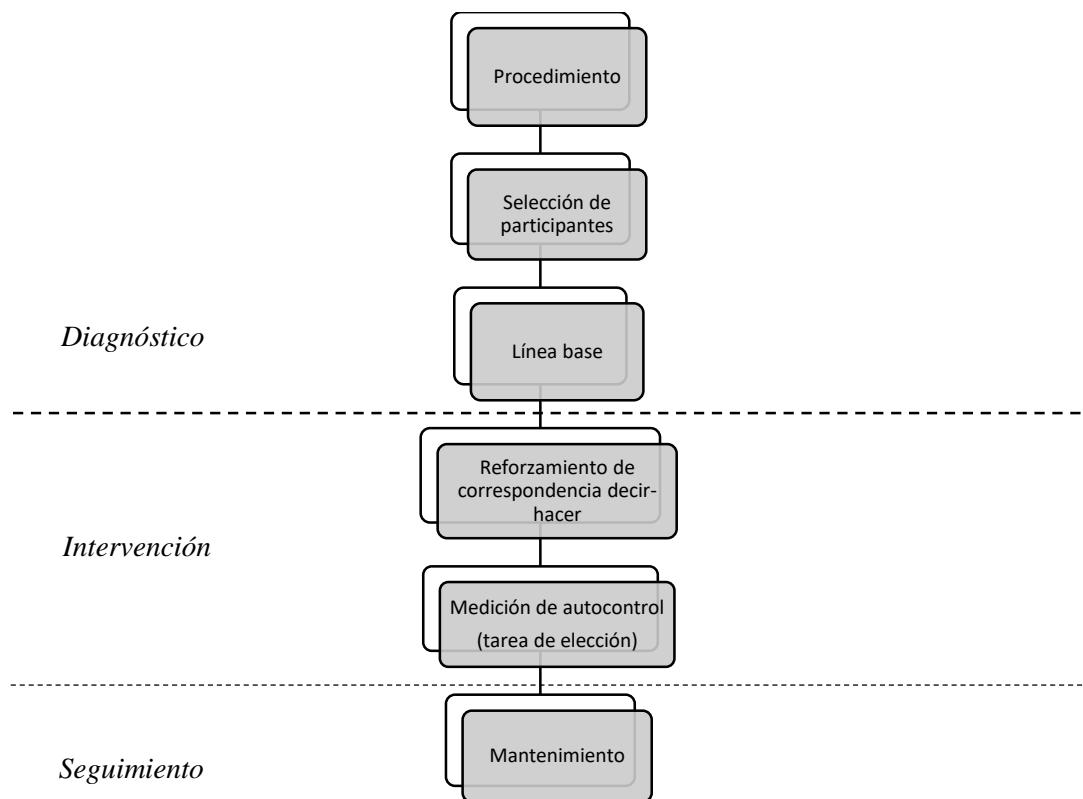 Procedimiento
Selección de
participantes
Diagnóstico
Línea base
Reforzamiento de
correspondencia decir-
hacer
Intervención
Medición de autocontrol
(tarea de elección)
Mantenimiento
Seguimiento